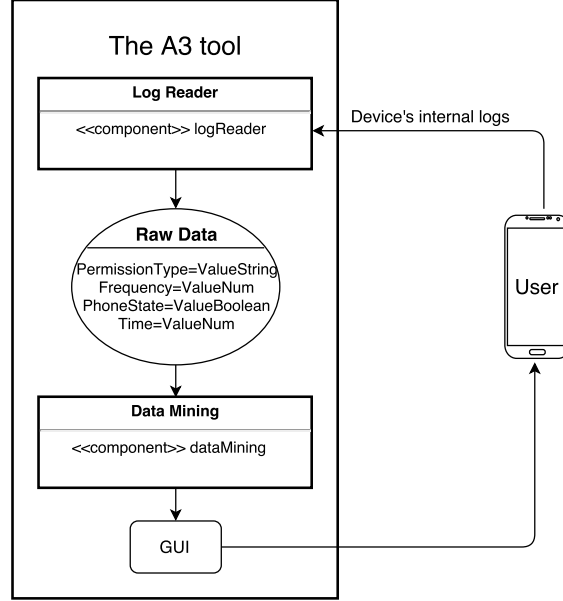 The A3 tool
Log Reader
<<component>> logReader
Device's internal logs
Raw Data
PermissionType=ValueString
Frequency=ValueNum
PhoneState=ValueBoolean
Time=ValueNum
User
Data Mining
<<component>> dataMining
GUI